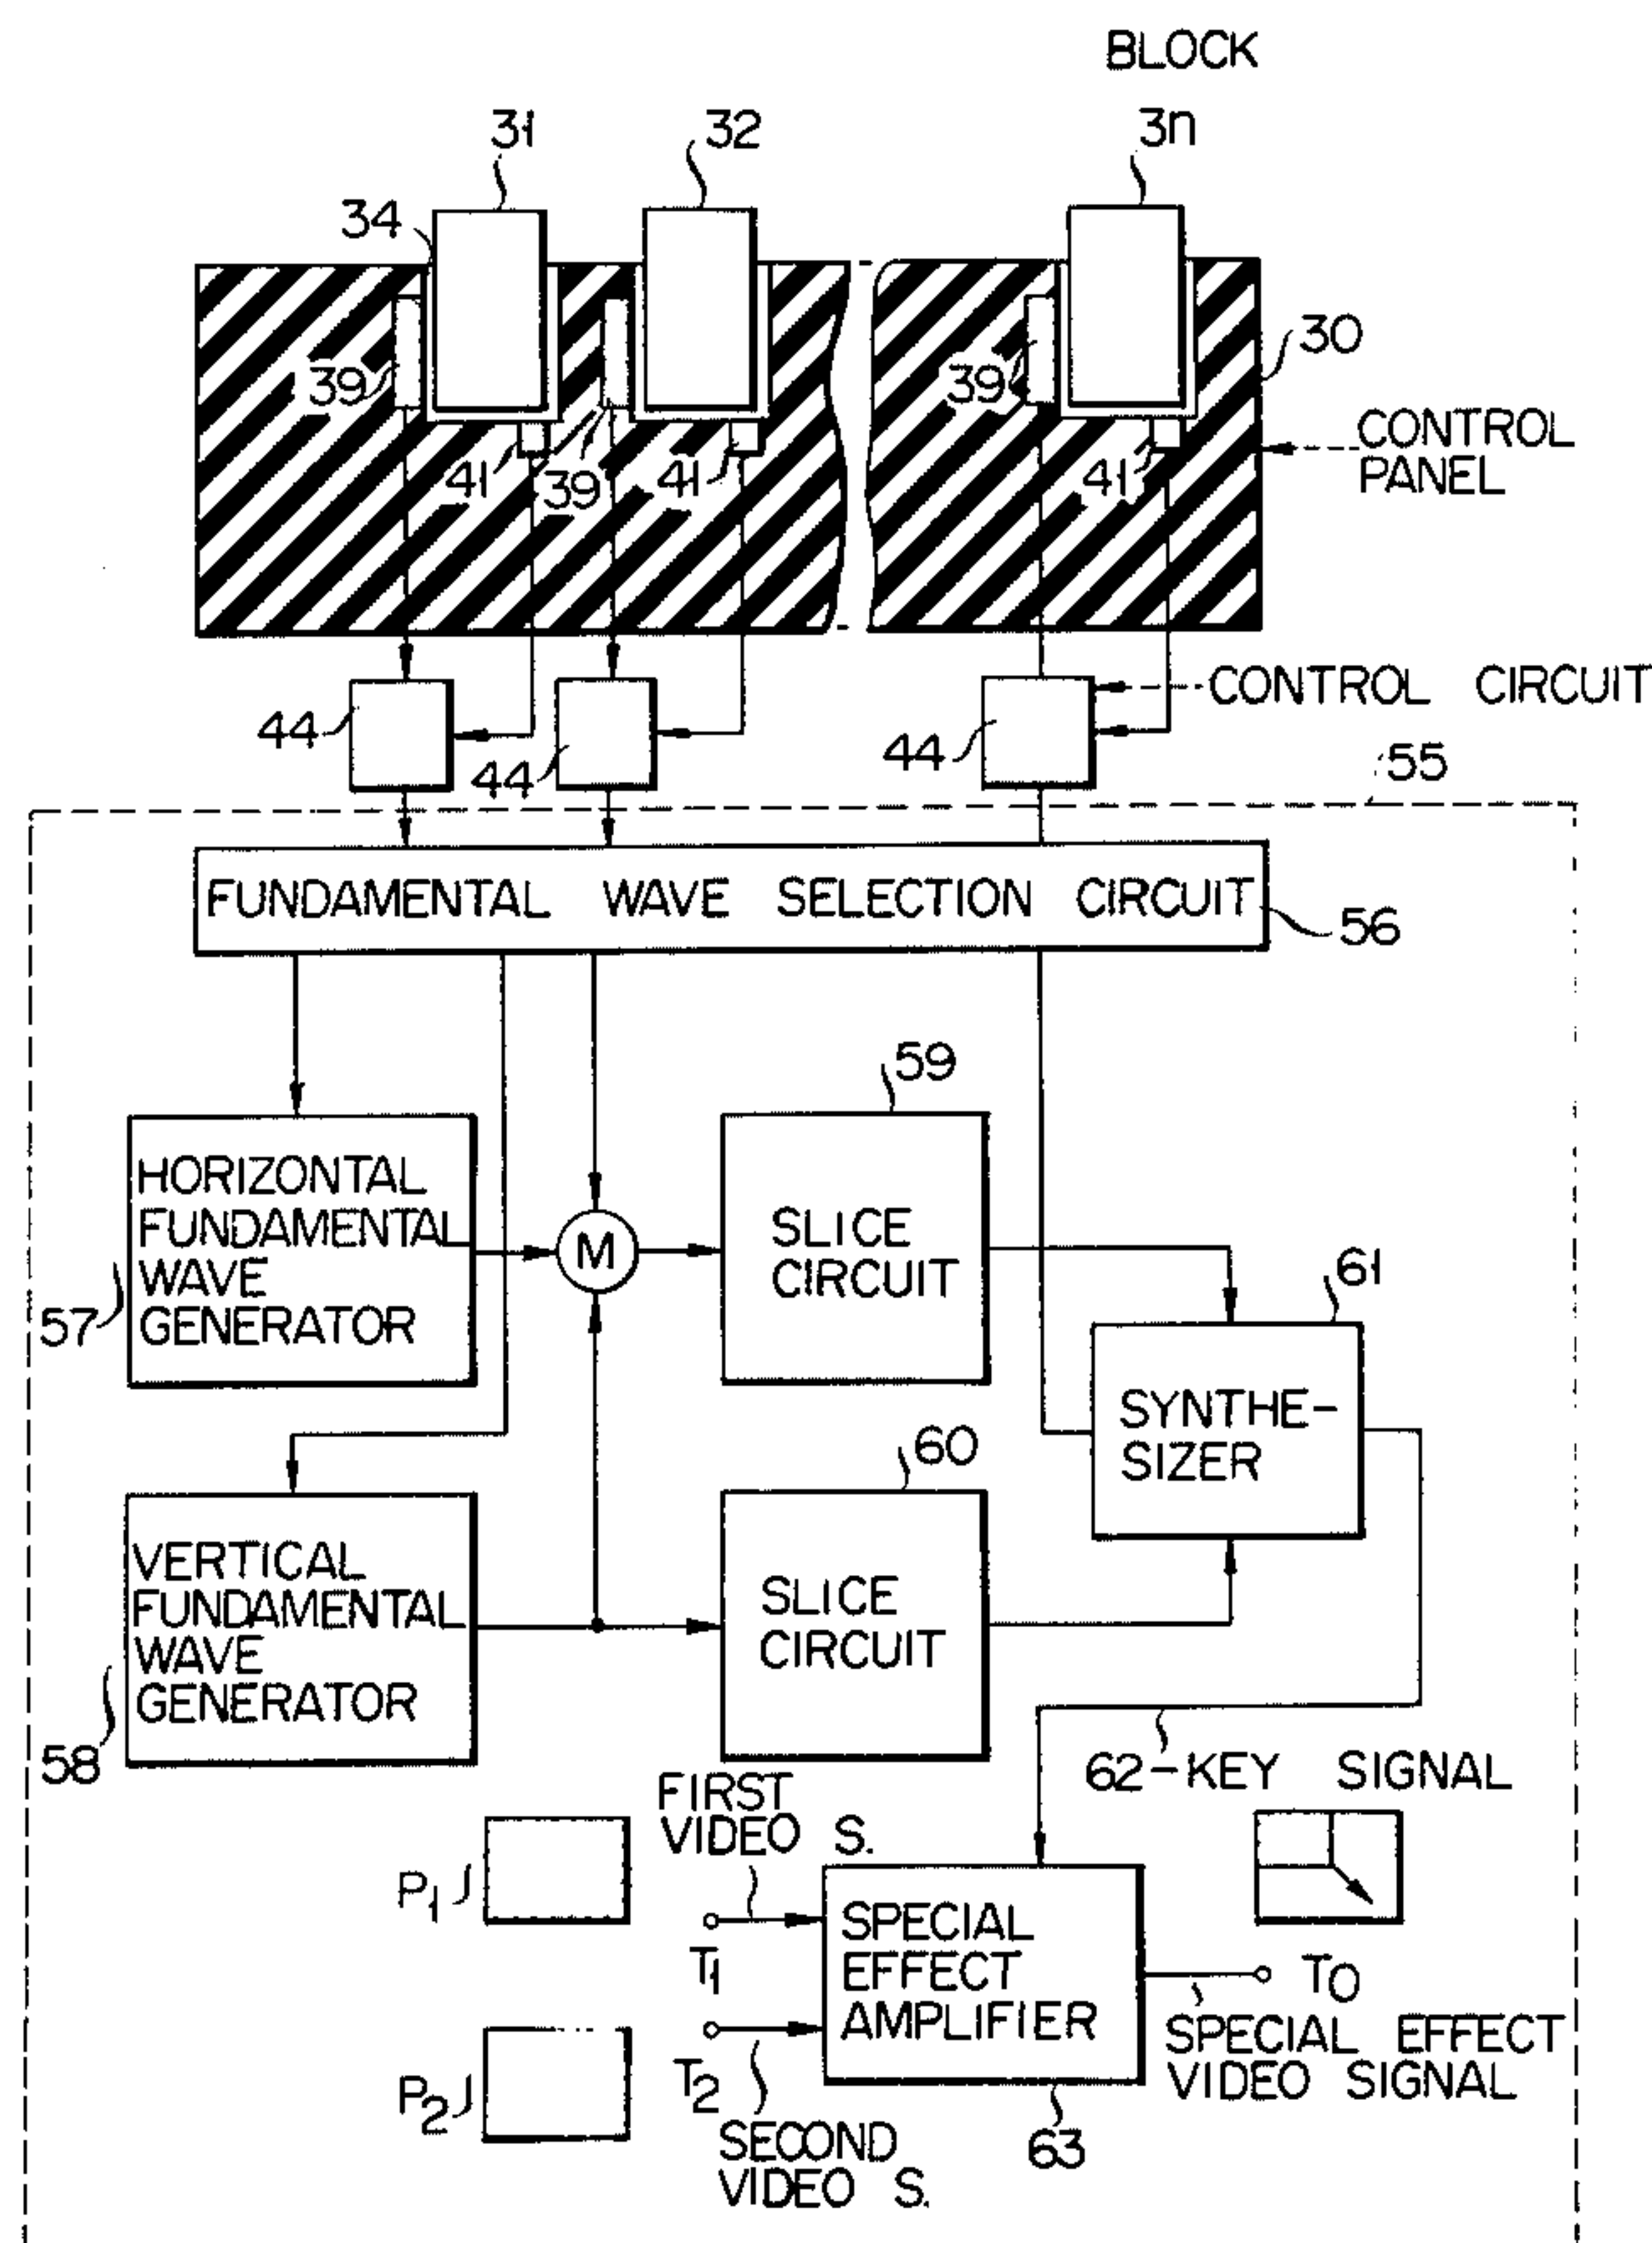 BLOCK
31
32
3n
34
30
39
39
39
41
41
41
CONTROL
PANEL
CONTROL CIRCUIT
44
44
44
55
FUNDAMENTAL WAVE SELECTION CIRCUIT
56
59
HORIZONTAL
FUNDAMENTAL
WAVE
GENERATOR
57
M
SLICE
CIRCUIT
61
SYNTHE-
SIZER
60
VERTICAL
FUNDAMENTAL
WAVE
GENERATOR
58
SLICE
CIRCUIT
62-KEY SIGNAL
FIRST
VIDEO S.
P1
T1
SPECIAL
EFFECT
AMPLIFIER
TO
SPECIAL EFFECT
VIDEO SIGNAL
P2
T2
SECOND
VIDEO S.
63